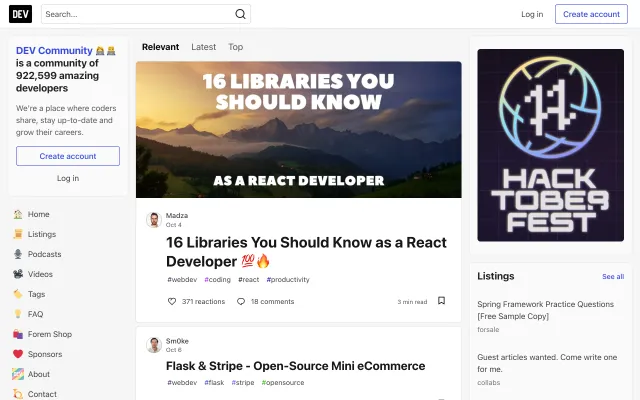 DEV
Search...
Log in
Create account
DEV Community
is a community of
922,599 amazing
developers
We're a place where coders
share, stay up-to-date and
grow their careers.
Create account
Log in
Home
Listings
Podcasts
Videos
Tags
FAQ
Forem Shop
Sponsors
About
Contact
Relevant
Latest
Top
16 LIBRARIES YOU
SHOULD KNOW
AS A REACT DEVELOPER
Madza
Oct 4
16 Libraries You Should Know as a React
Developer 💯🔥
#webdev #coding #react #productivity
371 reactions
18 comments
5 min read
Sm0ke
Oct 6
Flask & Stripe - Open-Source Mini eCommerce
#webdev #flask #stripe #opensource
HACK
TOBER
FEST
Listings
See all
Spring Framework Practice Questions
[Free Sample Copy]
forsale
Guest articles wanted. Come write one
for me.
collabs